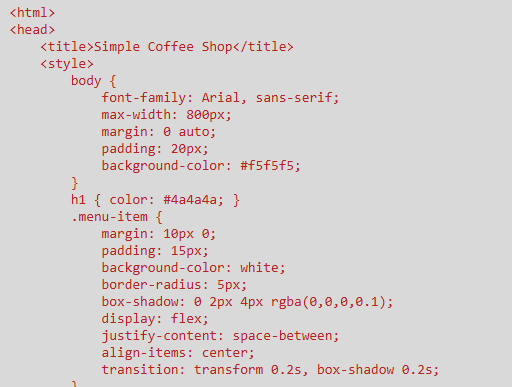 <html>
<head>
    <title>Simple Coffee Shop</title>
    <style>
        body {
            font-family: Arial, sans-serif;
            max-width: 800px;
            margin: 0 auto;
            padding: 20px;
            background-color: #f5f5f5;
        }
        h1 { color: #4a4a4a; }
        .menu-item {
            margin: 10px 0;
            padding: 15px;
            background-color: white;
            border-radius: 5px;
            box-shadow: 0 2px 4px rgba(0,0,0,0.1);
            display: flex;
            justify-content: space-between;
            align-items: center;
            transition: transform 0.2s, box-shadow 0.2s;
        }